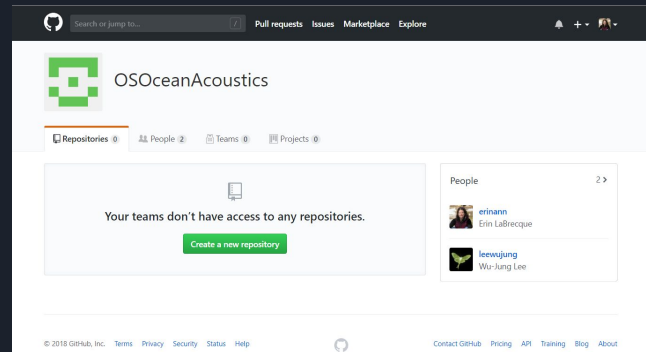 Search or jump to... / Pull requests Issues Marketplace Explore
OSOceanAcoustics
Repositories 0 People 2 Teams 0 Projects 0
Your teams don't have access to any repositories.
Create a new repository
People 2
erinann
Erin LaBrecque
leewujung
Wu-Jung Lee
© 2018 GitHub, Inc. Terms Privacy Security Status Help Contact GitHub Pricing API Training Blog About